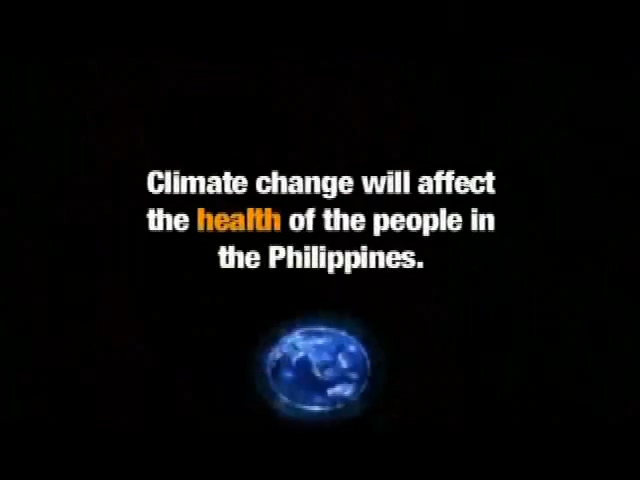 Climate change will affect
the health of the people in
the Philippines.